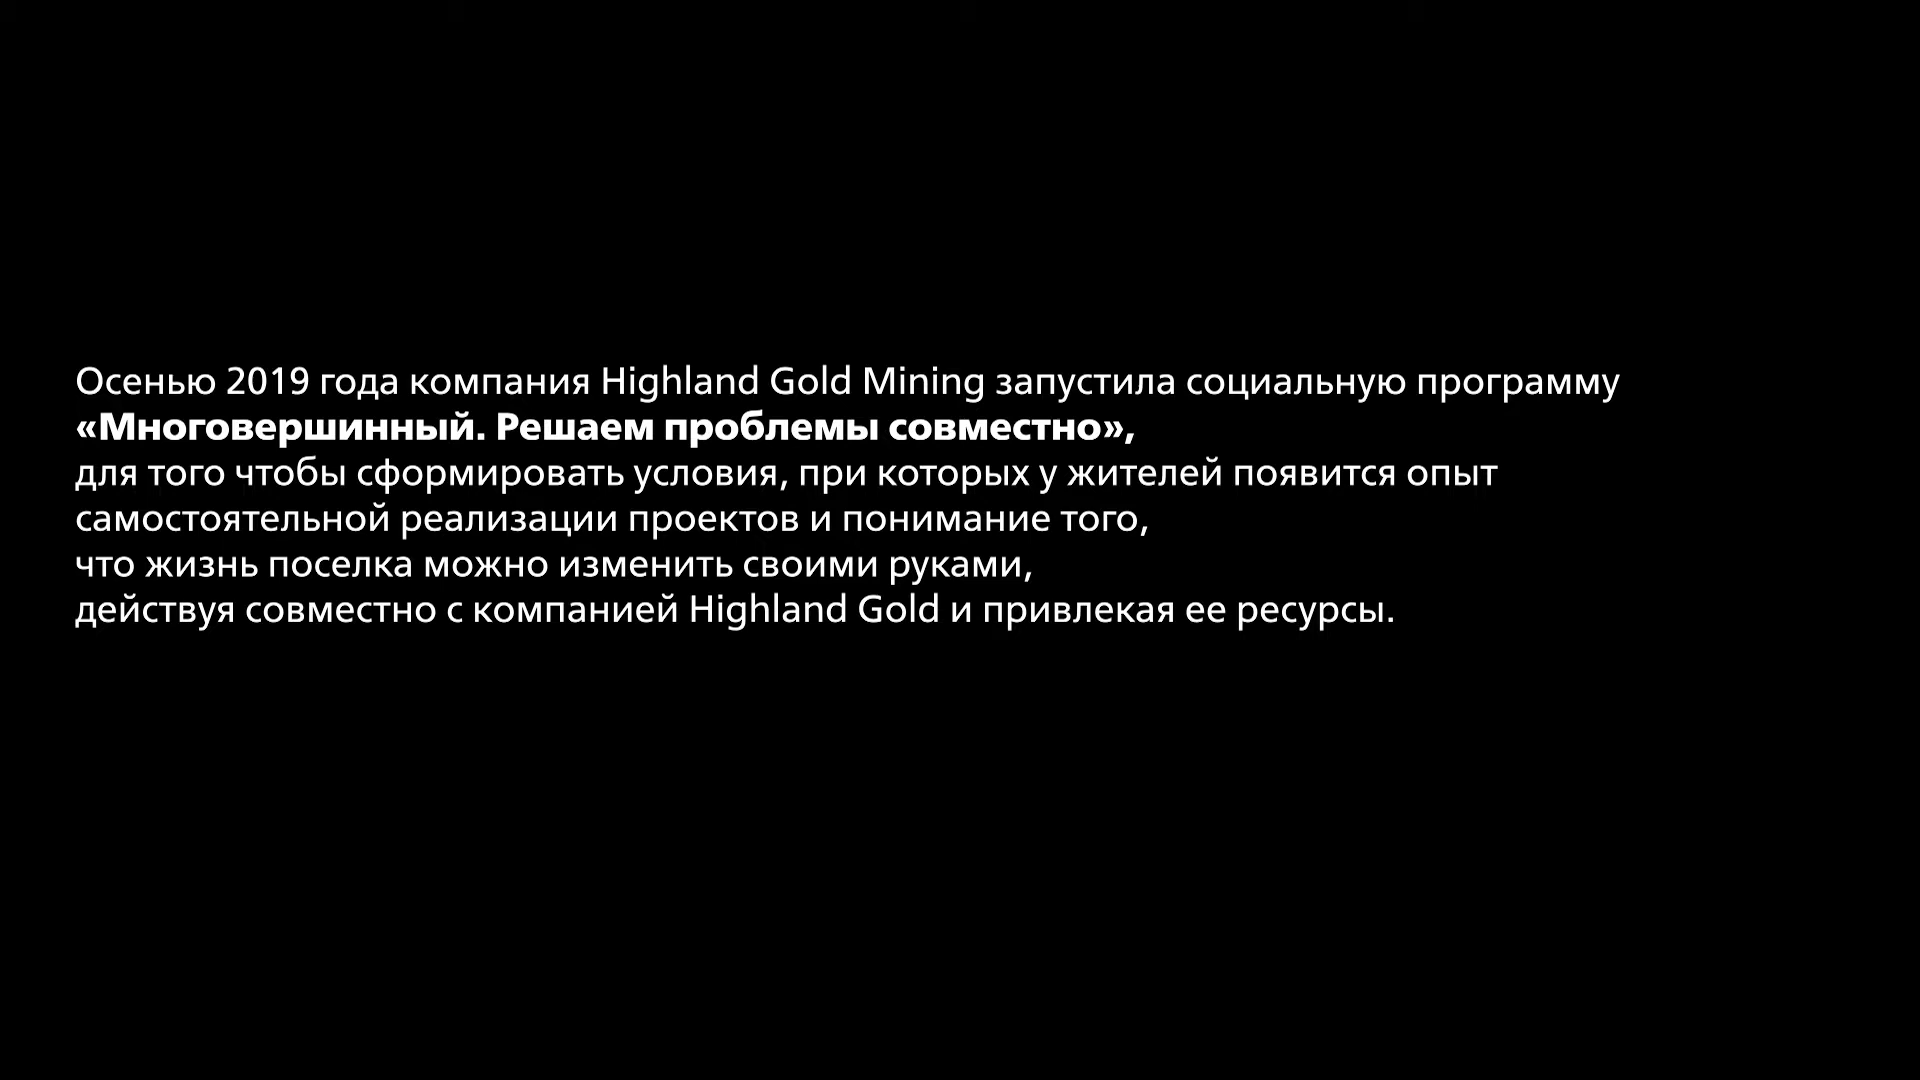 Осенью 2019 года компания Highland Gold Mining запустила социальную программу
«Многовершинный. Решаем проблемы совместно»,
для того чтобы сформировать условия, при которых у жителей появится опыт
самостоятельной реализации проектов и понимание того,
что жизнь поселка можно изменить своими руками,
действуя совместно с компанией Highland Gold и привлекая ее ресурсы.